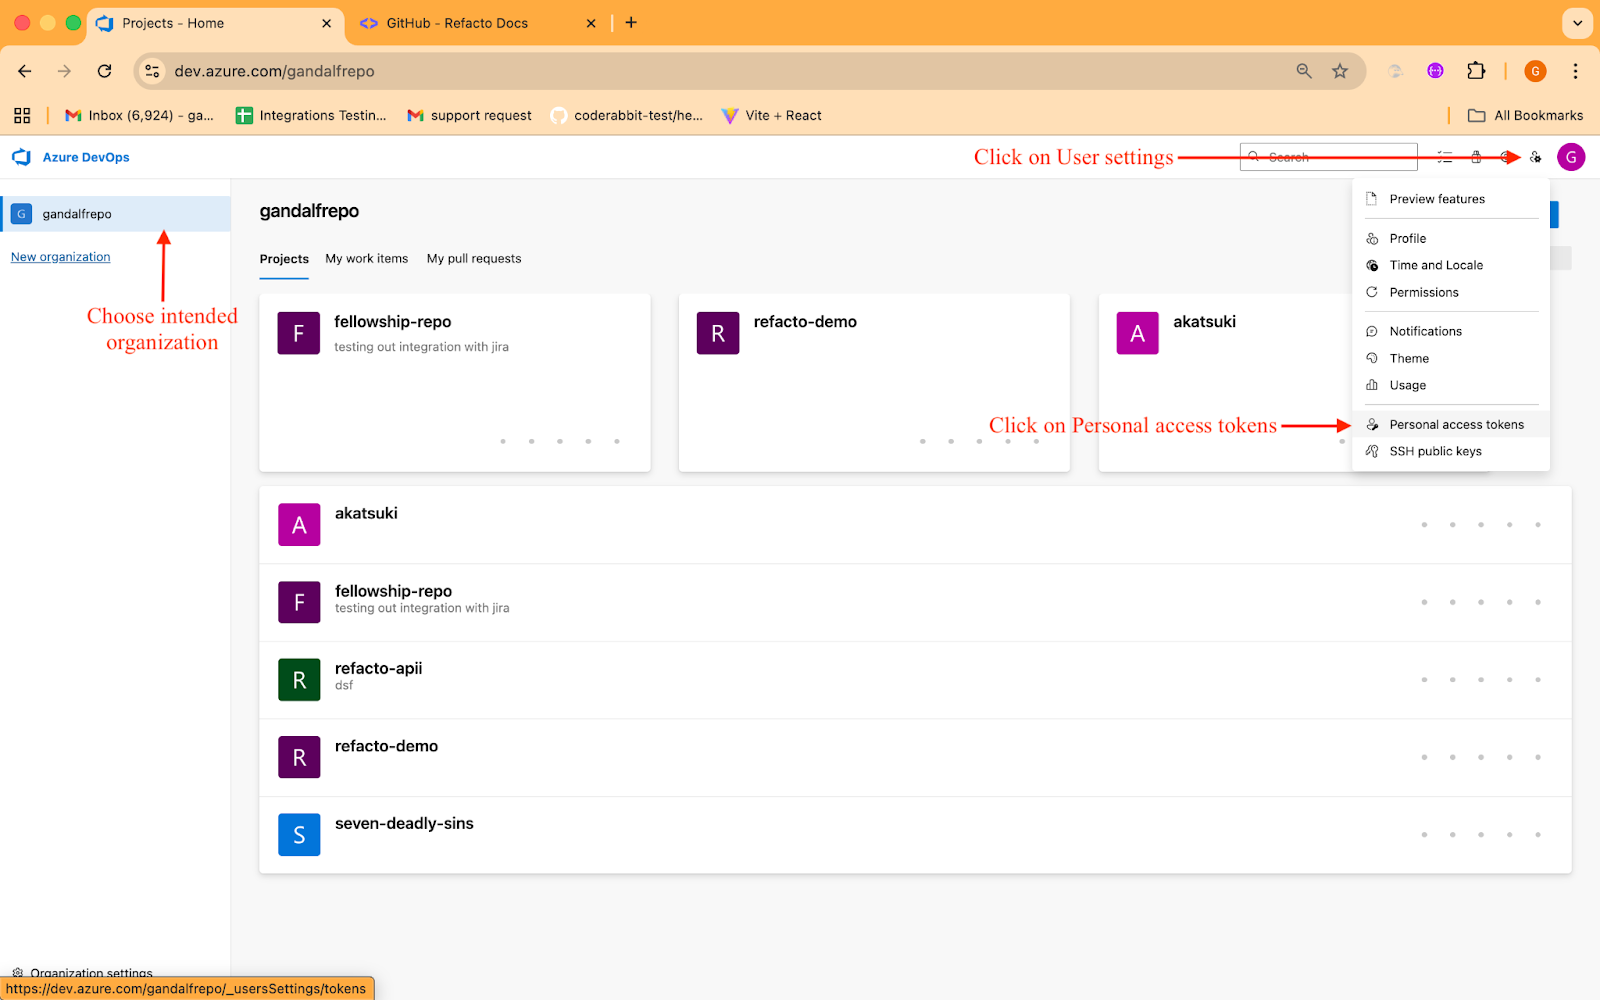 Projects - Home
GitHub - Refacto Docs
dev.azure.com/gandalfrepo
G
Inbox (6,924) - ga...
Integrations Testin...
support request
coderabbit-test/he...
Vite + React
All Bookmarks
Azure DevOps
Click on User settings
Search
G
G
gandalfrepo
New organization
Choose intended
organization
gandalfrepo
Projects
My work items
My pull requests
F
fellowship-repo
testing out integration with jira
R
refacto-demo
A
akatsuki
Preview features
Profile
Time and Locale
Permissions
Notifications
Theme
Usage
Click on Personal access tokens
Personal access tokens
SSH public keys
A
akatsuki
F
fellowship-repo
testing out integration with jira
R
refacto-apii
dsf
R
refacto-demo
S
seven-deadly-sins
Organization settings
https://dev.azure.com/gandalfrepo/_usersSettings/tokens